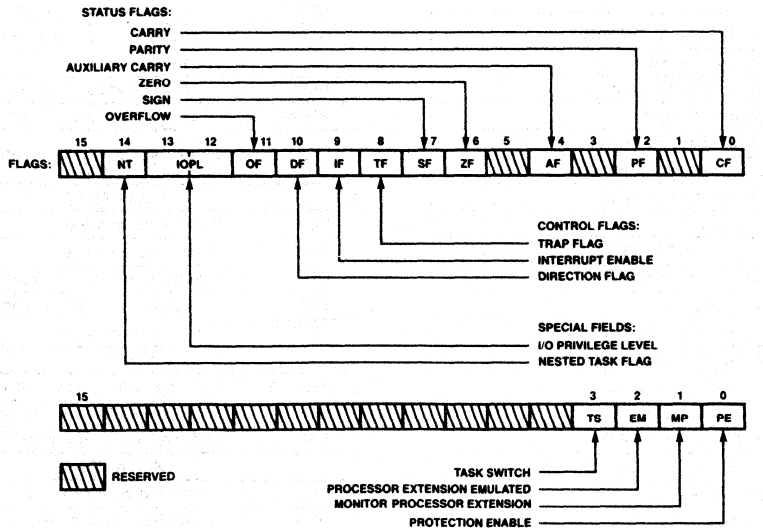 STATUS FLAGS:
CARRY
PARITY
AUXILIARY CARRY
ZERO
SIGN
OVERFLOW
15 14 13 12 11 10 9 8 7 6 5 4 3 2 1 0
FLAGS: NT IOPL OF DF IF TF SF ZF AF PF CF
CONTROL FLAGS:
TRAP FLAG
INTERRUPT ENABLE
DIRECTION FLAG
SPECIAL FIELDS:
I/O PRIVILEGE LEVEL
NESTED TASK FLAG
15 3 2 1 0
TS EM MP PE
RESERVED
TASK SWITCH
PROCESSOR EXTENSION EMULATED
MONITOR PROCESSOR EXTENSION
PROTECTION ENABLE